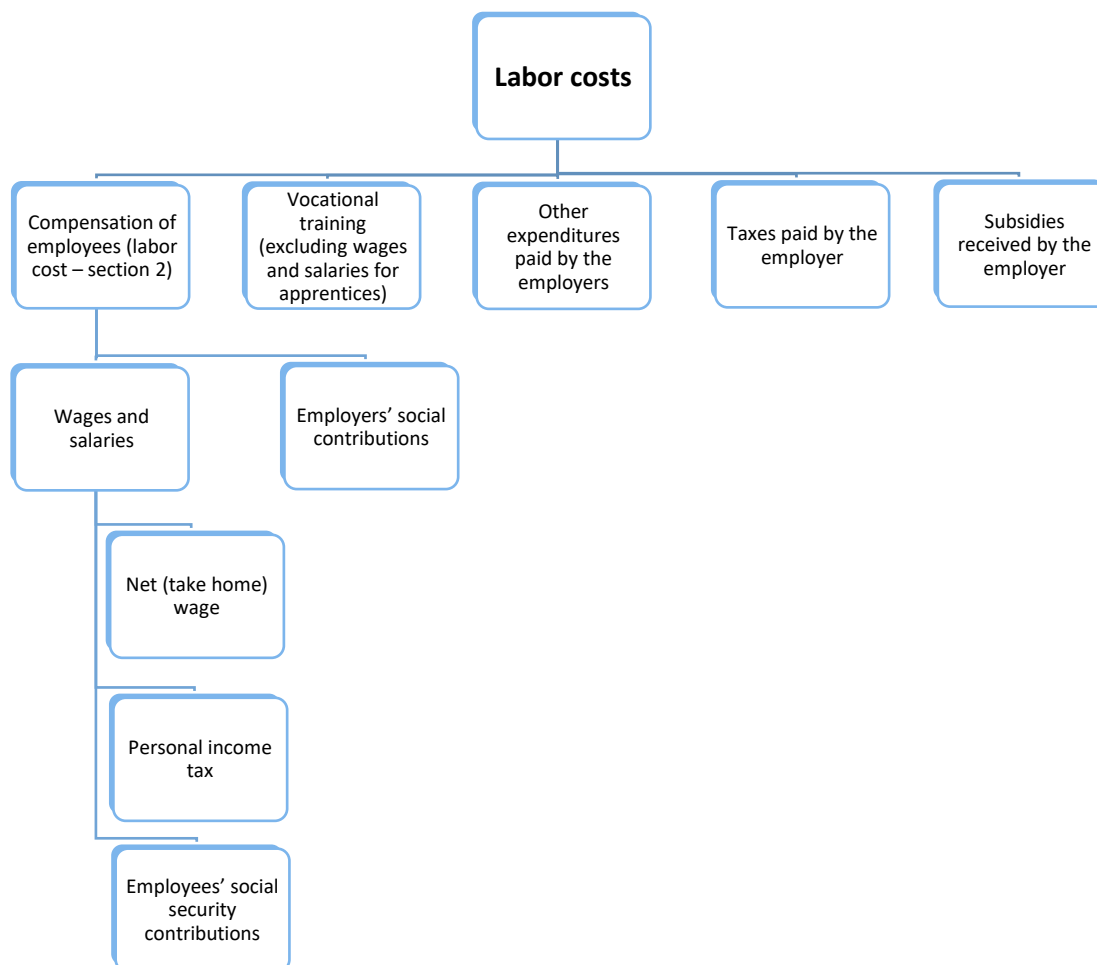 Labor costs
Compensation of
employees (labor
cost – section 2)
Vocational
training
(excluding wages
and salaries for
apprentices)
Other
expenditures
paid by the
employers
Taxes paid by the
employer
Subsidies
received by the
employer
Wages and
salaries
Employers’ social
contributions
Net (take home)
wage
Personal income
tax
Employees’ social
security
contributions